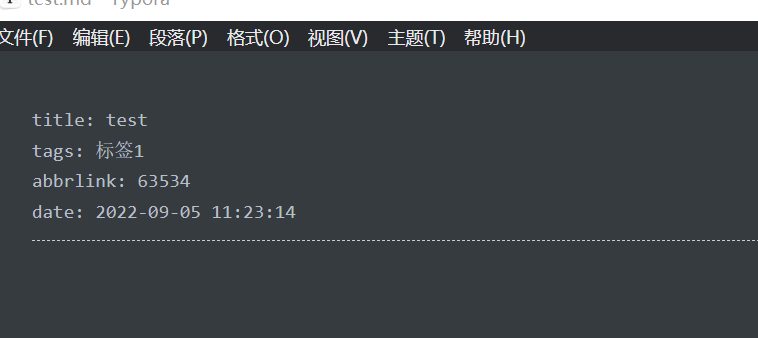 test.md - Typora
文件(F) 编辑(E) 段落(P) 格式(O) 视图(V) 主题(T) 帮助(H)
title: test
tags: 标签1
abbrlink: 63534
date: 2022-09-05 11:23:14